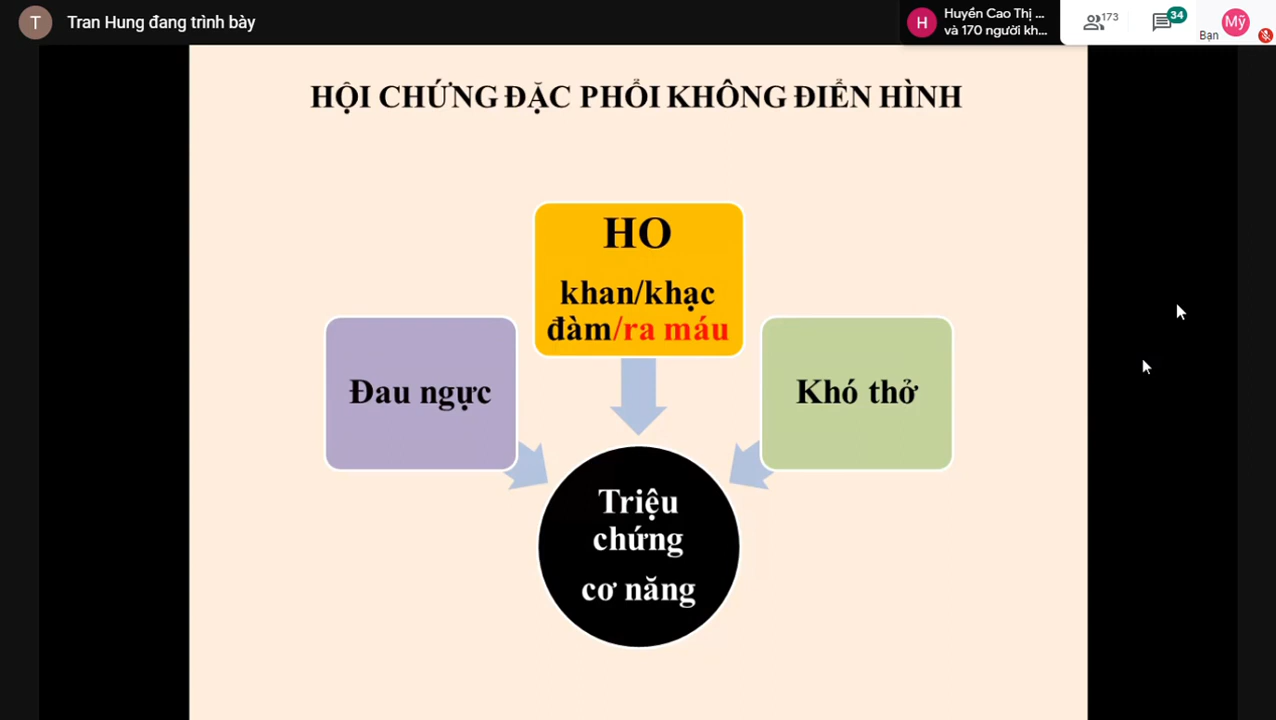 T
Tran Hung đang trình bày
H
Huyền Cao Thị ...
và 170 người kh...
173
34
Bạn
Mỹ
HỘI CHỨNG ĐẶC PHỔI KHÔNG ĐIỂN HÌNH
HO
khan/khạc
đàm/ra máu
Đau ngực
Khó thở
Triệu
chứng
cơ năng